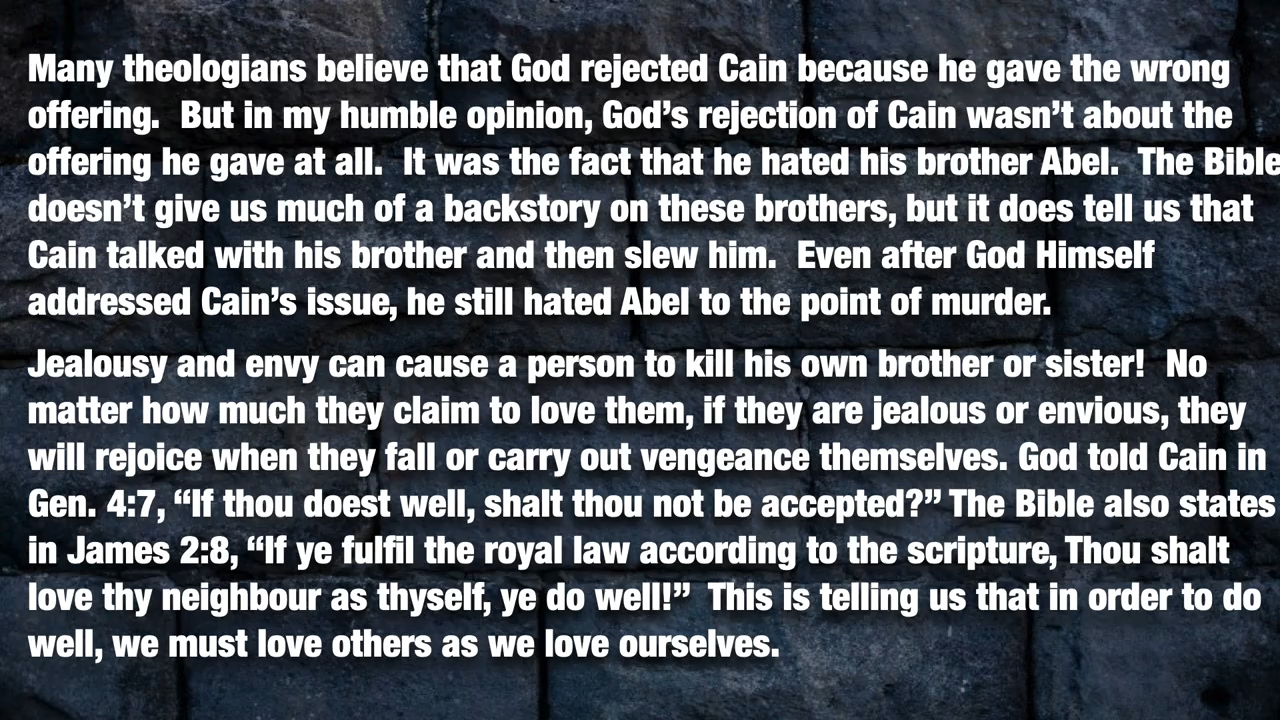 Many theologians believe that God rejected Cain because he gave the wrong
offering.  But in my humble opinion, God’s rejection of Cain wasn’t about the
offering he gave at all.  It was the fact that he hated his brother Abel.  The Bible
doesn’t give us much of a backstory on these brothers, but it does tell us that
Cain talked with his brother and then slew him.  Even after God Himself
addressed Cain’s issue, he still hated Abel to the point of murder.
Jealousy and envy can cause a person to kill his own brother or sister!  No
matter how much they claim to love them, if they are jealous or envious, they
will rejoice when they fall or carry out vengeance themselves. God told Cain in
Gen. 4:7, “If thou doest well, shalt thou not be accepted?” The Bible also states
in James 2:8, “If ye fulfil the royal law according to the scripture, Thou shalt
love thy neighbour as thyself, ye do well!”  This is telling us that in order to do
well, we must love others as we love ourselves.